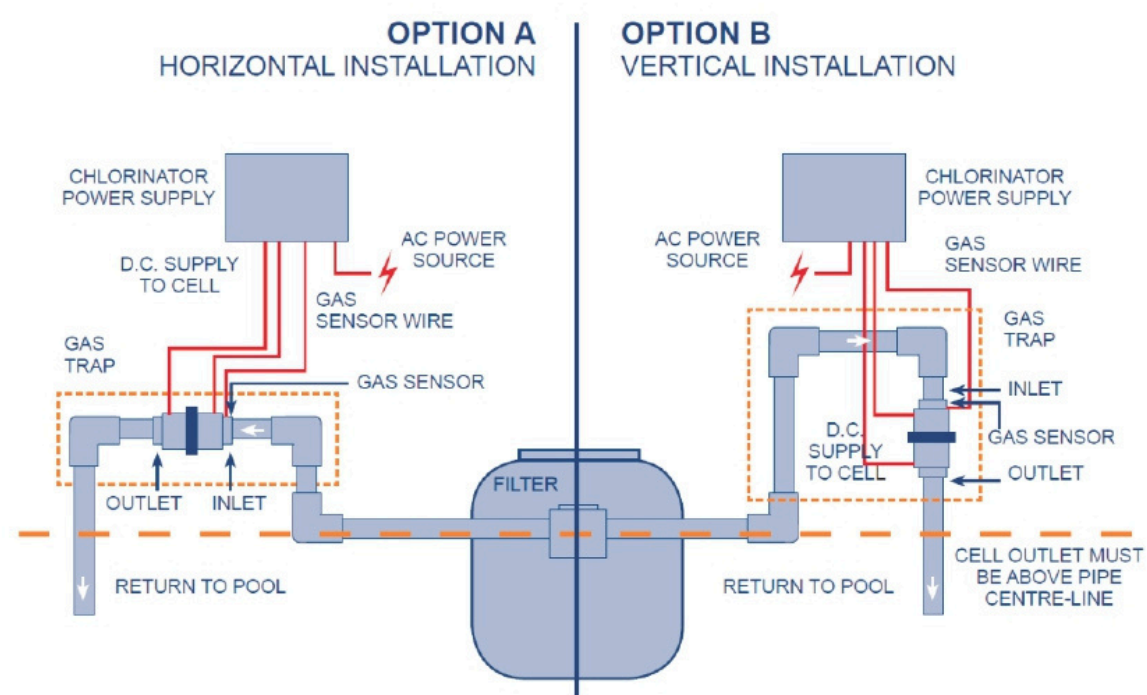 OPTION A
HORIZONTAL INSTALLATION
CHLORINATOR
POWER SUPPLY
AC POWER
SOURCE
D.C. SUPPLY
TO CELL
GAS
SENSOR WIRE
GAS
TRAP
GAS SENSOR
OUTLET
INLET
RETURN TO POOL
FILTER
OPTION B
VERTICAL INSTALLATION
CHLORINATOR
POWER SUPPLY
AC POWER
SOURCE
GAS
SENSOR WIRE
GAS
TRAP
INLET
D.C.
SUPPLY
TO CELL
GAS SENSOR
OUTLET
RETURN TO POOL
CELL OUTLET MUST
BE ABOVE PIPE
CENTRE-LINE